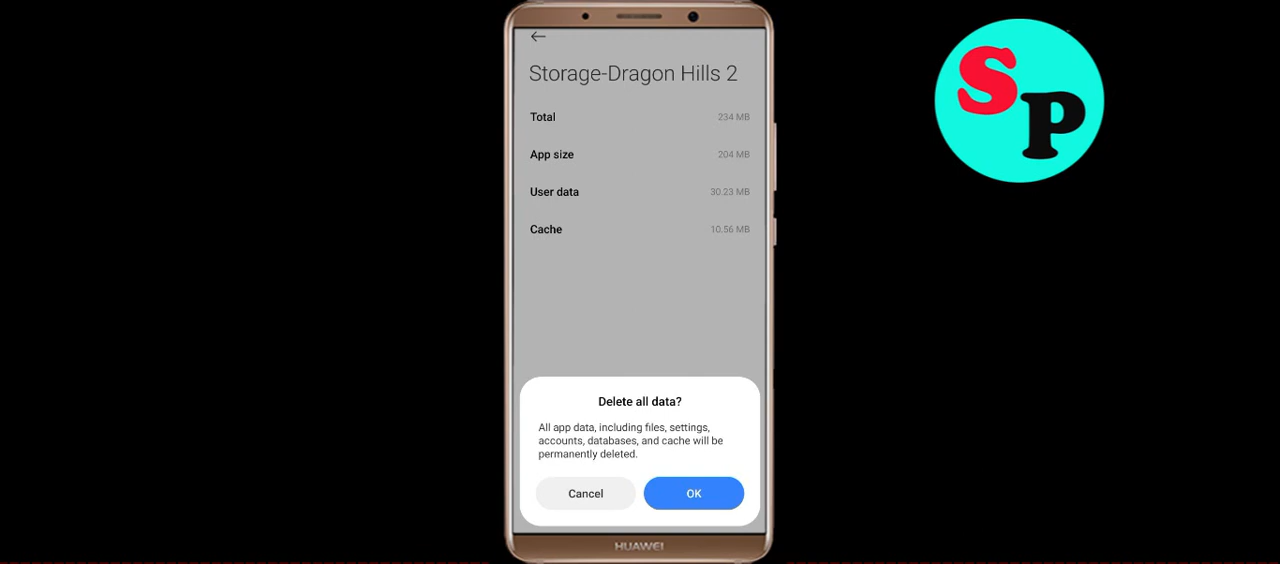 Storage-Dragon Hills 2
Total 234 MB
App size 204 MB
User data 30.23 MB
Cache 10.56 MB
Delete all data?
All app data, including files, settings,
accounts, databases, and cache will be
permanently deleted.
Cancel OK
HUAWEI
SP